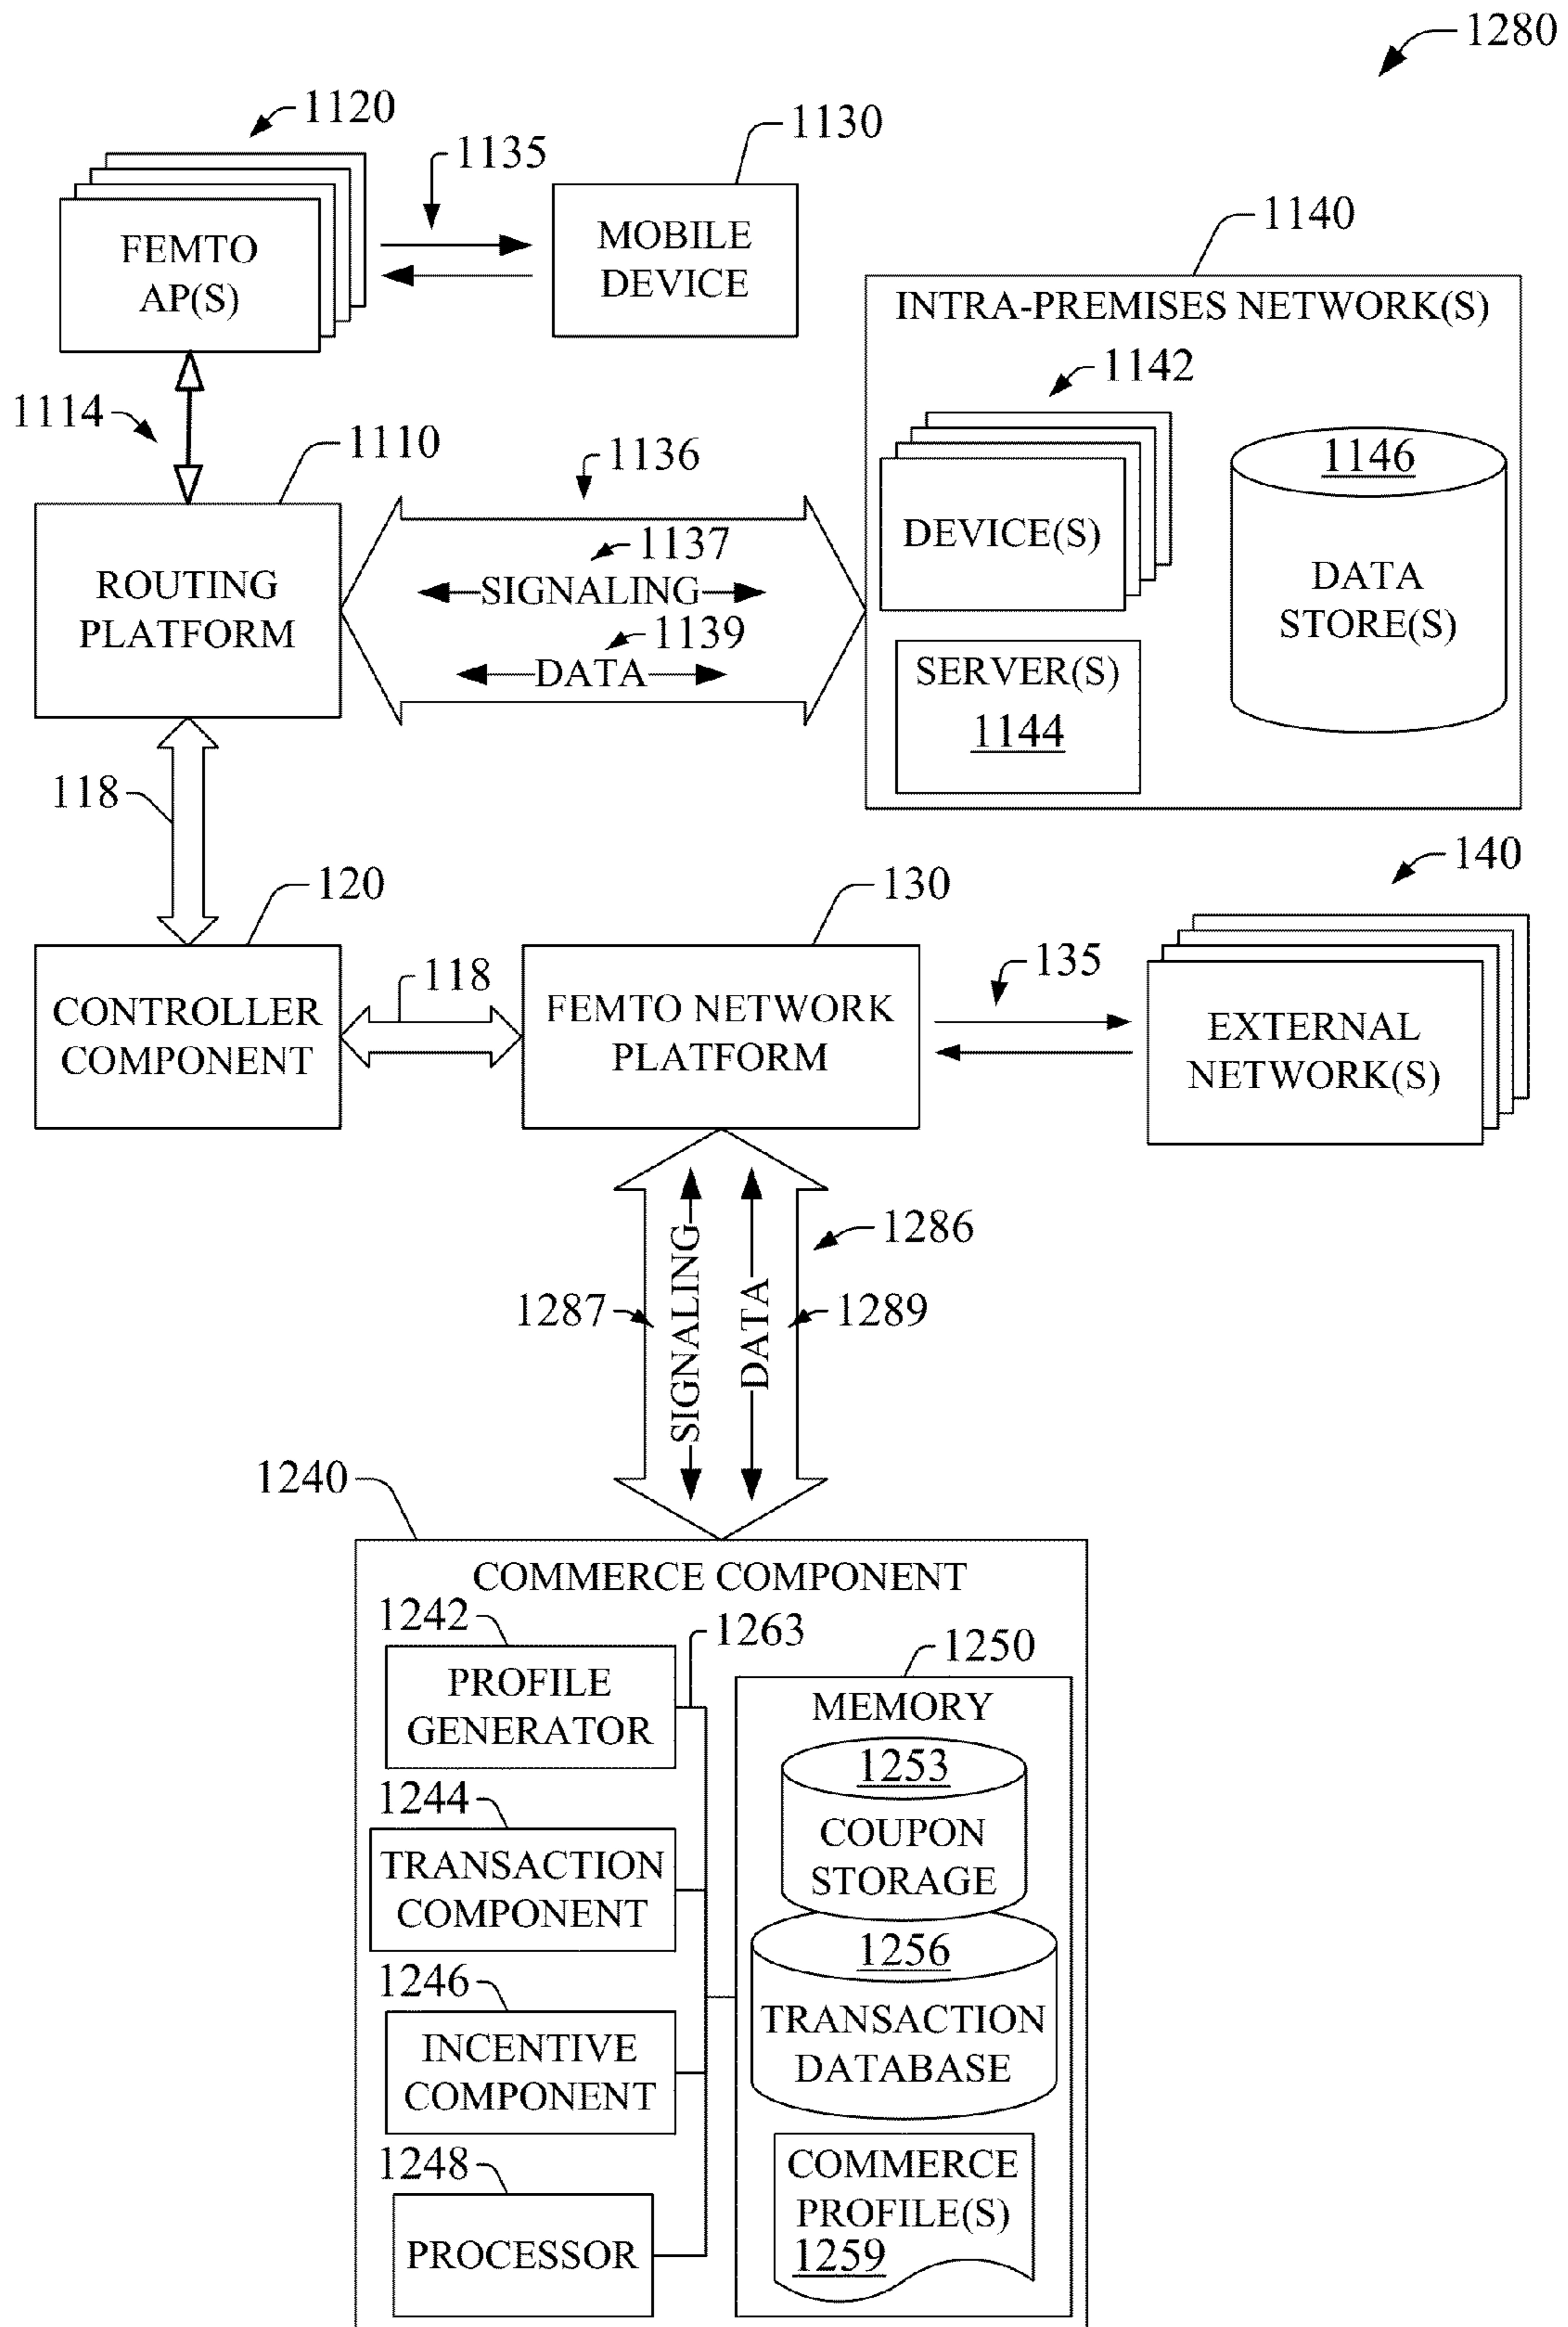 1280
1120
1135
1130
FEMTO
AP(S)
MOBILE
DEVICE
1140
INTRA-PREMISES NETWORK(S)
1142
1114
1110
1136
1146
1137
DEVICE(S)
SIGNALING
ROUTING
PLATFORM
1139
DATA
DATA
STORE(S)
SERVER(S)
1144
118
140
120
130
118
135
CONTROLLER
COMPONENT
FEMTO NETWORK
PLATFORM
EXTERNAL
NETWORK(S)
1286
SIGNALING
DATA
1287
1289
1240
COMMERCE COMPONENT
1242
1263
1250
PROFILE
GENERATOR
MEMORY
1253
COUPON
STORAGE
1244
TRANSACTION
COMPONENT
1256
TRANSACTION
DATABASE
1246
INCENTIVE
COMPONENT
1248
PROCESSOR
COMMERCE
PROFILE(S)
1259